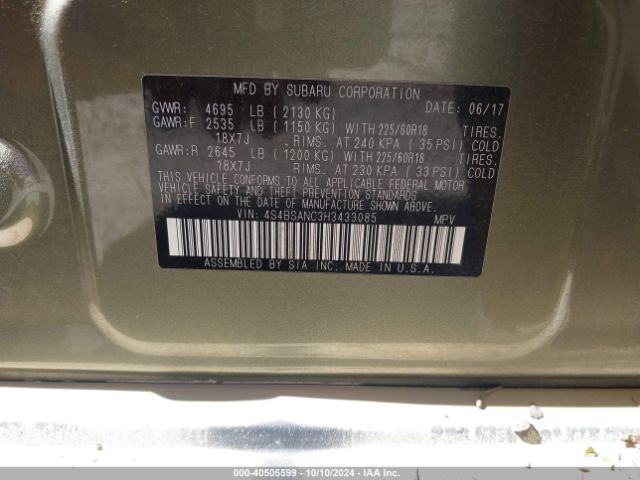 MFD BY SUBARU CORPORATION
GVWR: 4695 LB ( 2130 KG) DATE: 06/17
GAWR:F 2535 LB ( 1150 KG) WITH 225/60R18 TIRES,
18X7J RIMS, AT 240 KPA ( 35 PSI) COLD
GAWR:R 2645 LB ( 1200 KG) WITH 225/60R18 TIRES,
18X7J RIMS, AT 230 KPA ( 33 PSI) COLD
THIS VEHICLE CONFORMS TO ALL APPLICABLE FEDERAL MOTOR
VEHICLE SAFETY, BUMPER, AND THEFT PREVENTION STANDARDS
IN EFFECT ON THE DATE OF MANUFACTURE SHOWN ABOVE.
VIN: 4S4BSANC3H3433085 MPV
ASSEMBLED BY SIA INC. MADE IN U.S.A.
000-40505599 - 10/10/2024 - IAA Inc.